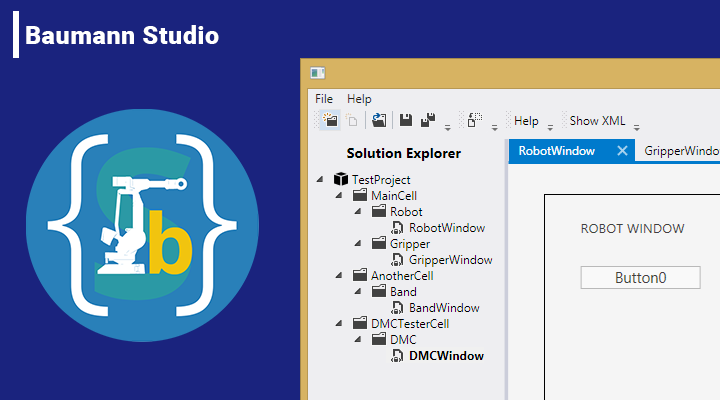 Baumann Studio
S
b
File Help
Help Show XML
Solution Explorer
RobotWindow GripperWindo
TestProject
MainCell
Robot
RobotWindow
Gripper
GripperWindow
AnotherCell
Band
BandWindow
DMCTesterCell
DMC
DMCWindow
ROBOT WINDOW
Button0